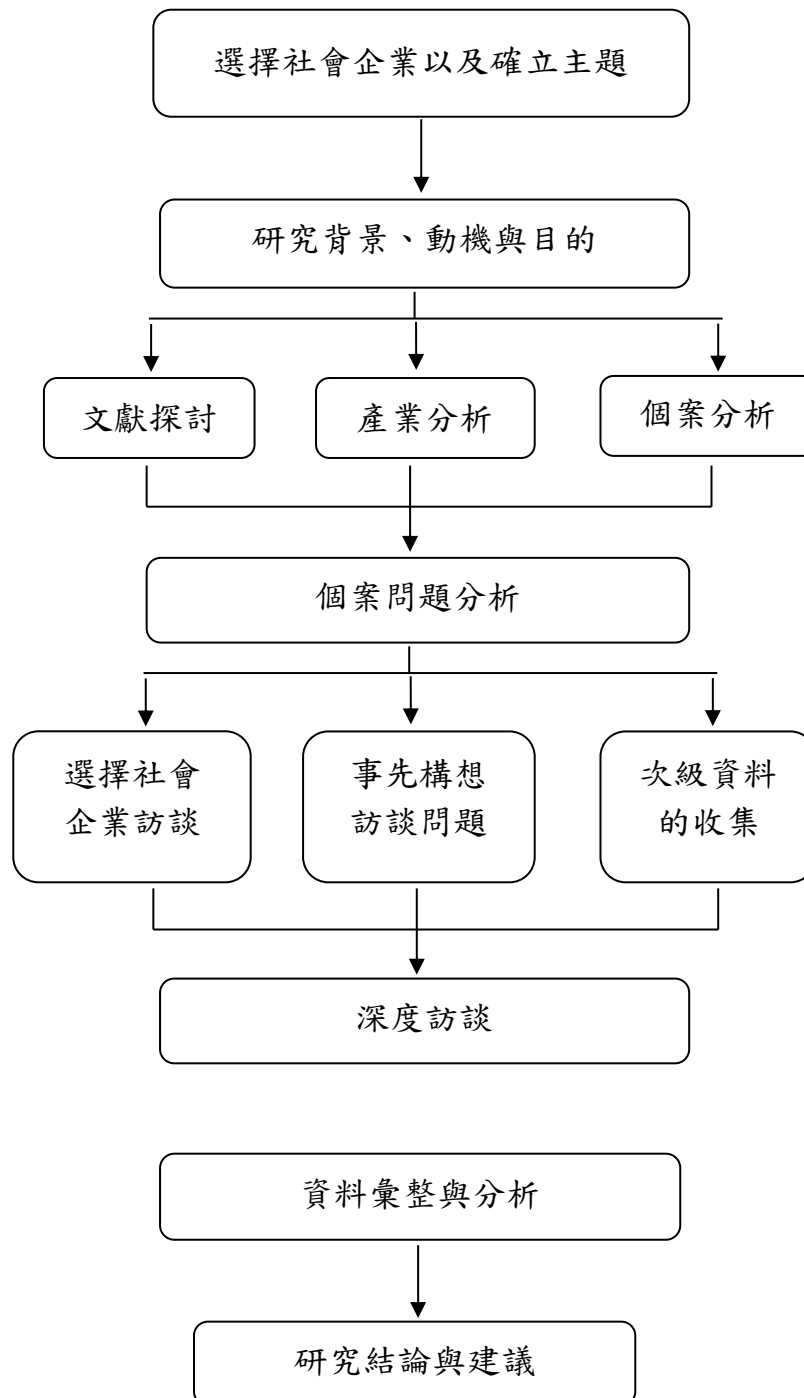 選擇社會企業以及確立主題
研究背景、動機與目的
文獻探討
產業分析
個案分析
個案問題分析
選擇社會
企業訪談
事先構想
訪談問題
次級資料
的收集
深度訪談
資料彙整與分析
研究結論與建議